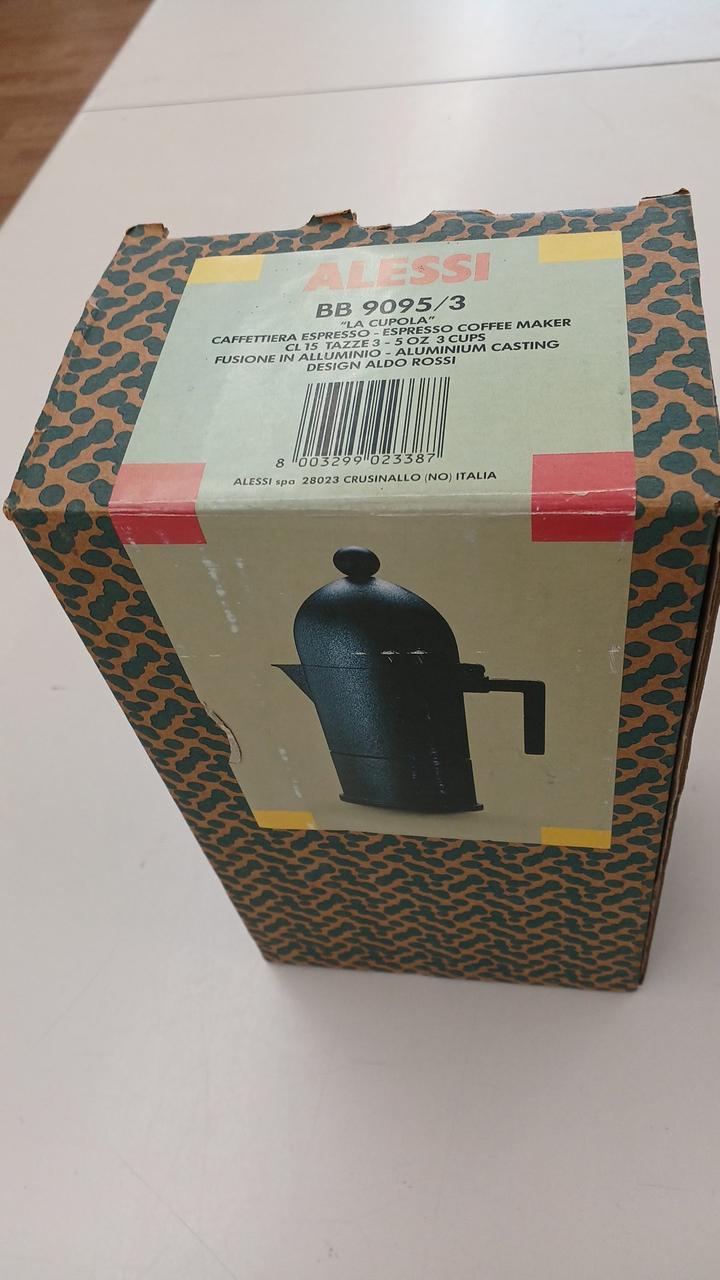 ALESSI
BB 9095/3
"LA CUPOLA"
CAFFETTIERA ESPRESSO - ESPRESSO COFFEE MAKER
CL 15 TAZZE 3 - 5 OZ 3 CUPS
FUSIONE IN ALLUMINIO - ALUMINIUM CASTING
DESIGN ALDO ROSSI
8 003299 023387
ALESSI spa 28023 CRUSINALLO (NO) ITALIA